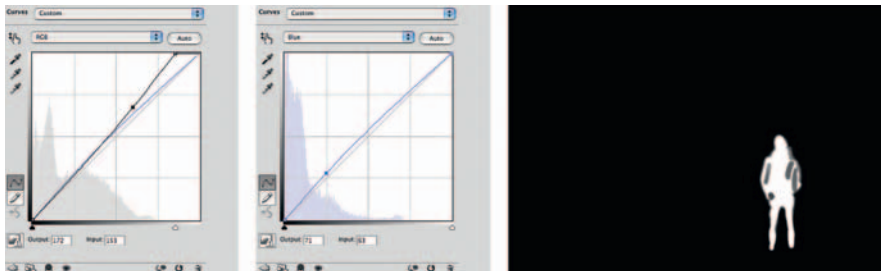 Curves Custom
RGB Auto
Output: 172 Input: 153
Curves Custom
Blue Auto
Output: 71 Input: 63